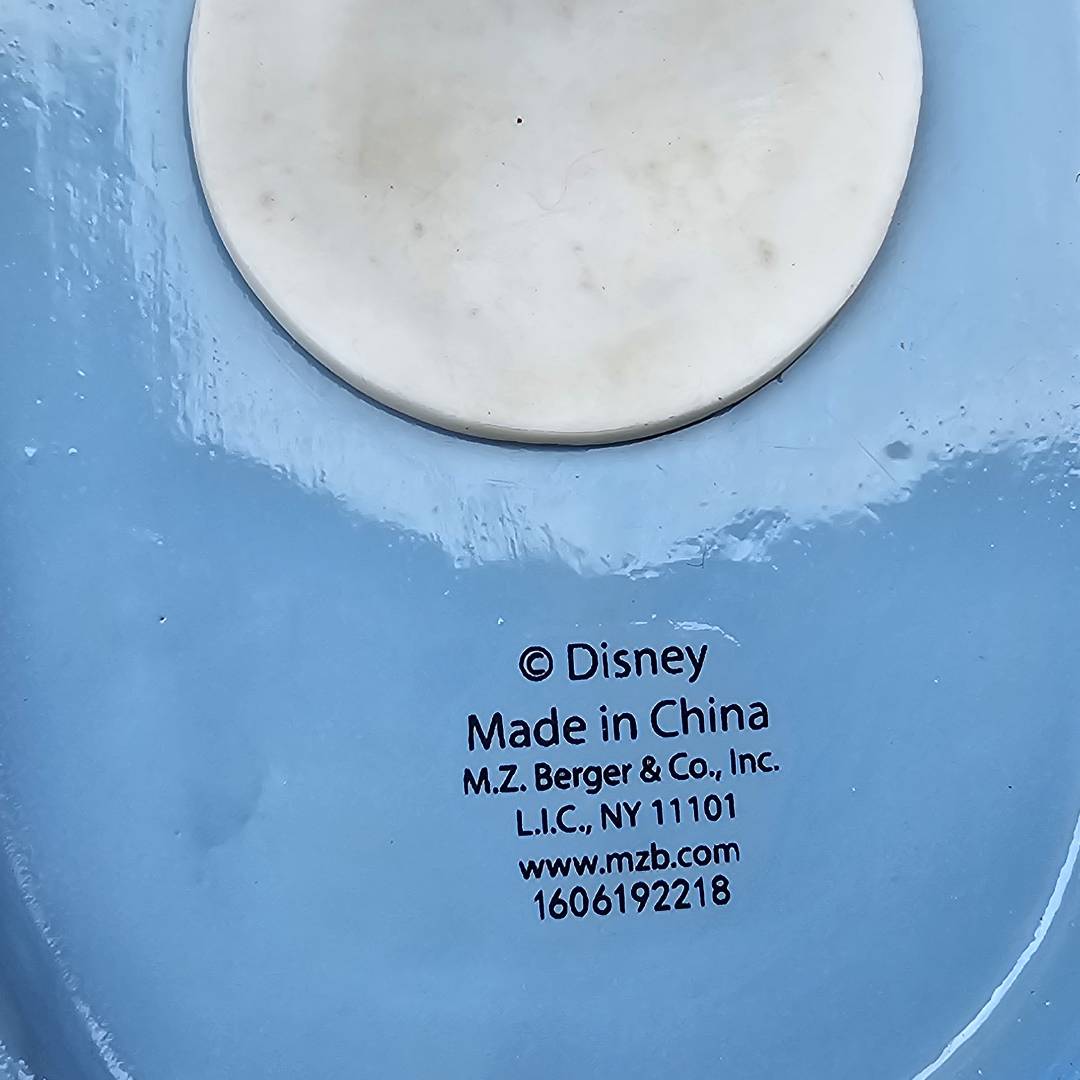 © Disney
Made in China
M.Z. Berger & Co., Inc.
L.I.C., NY 11101
www.mzb.com
1606192218